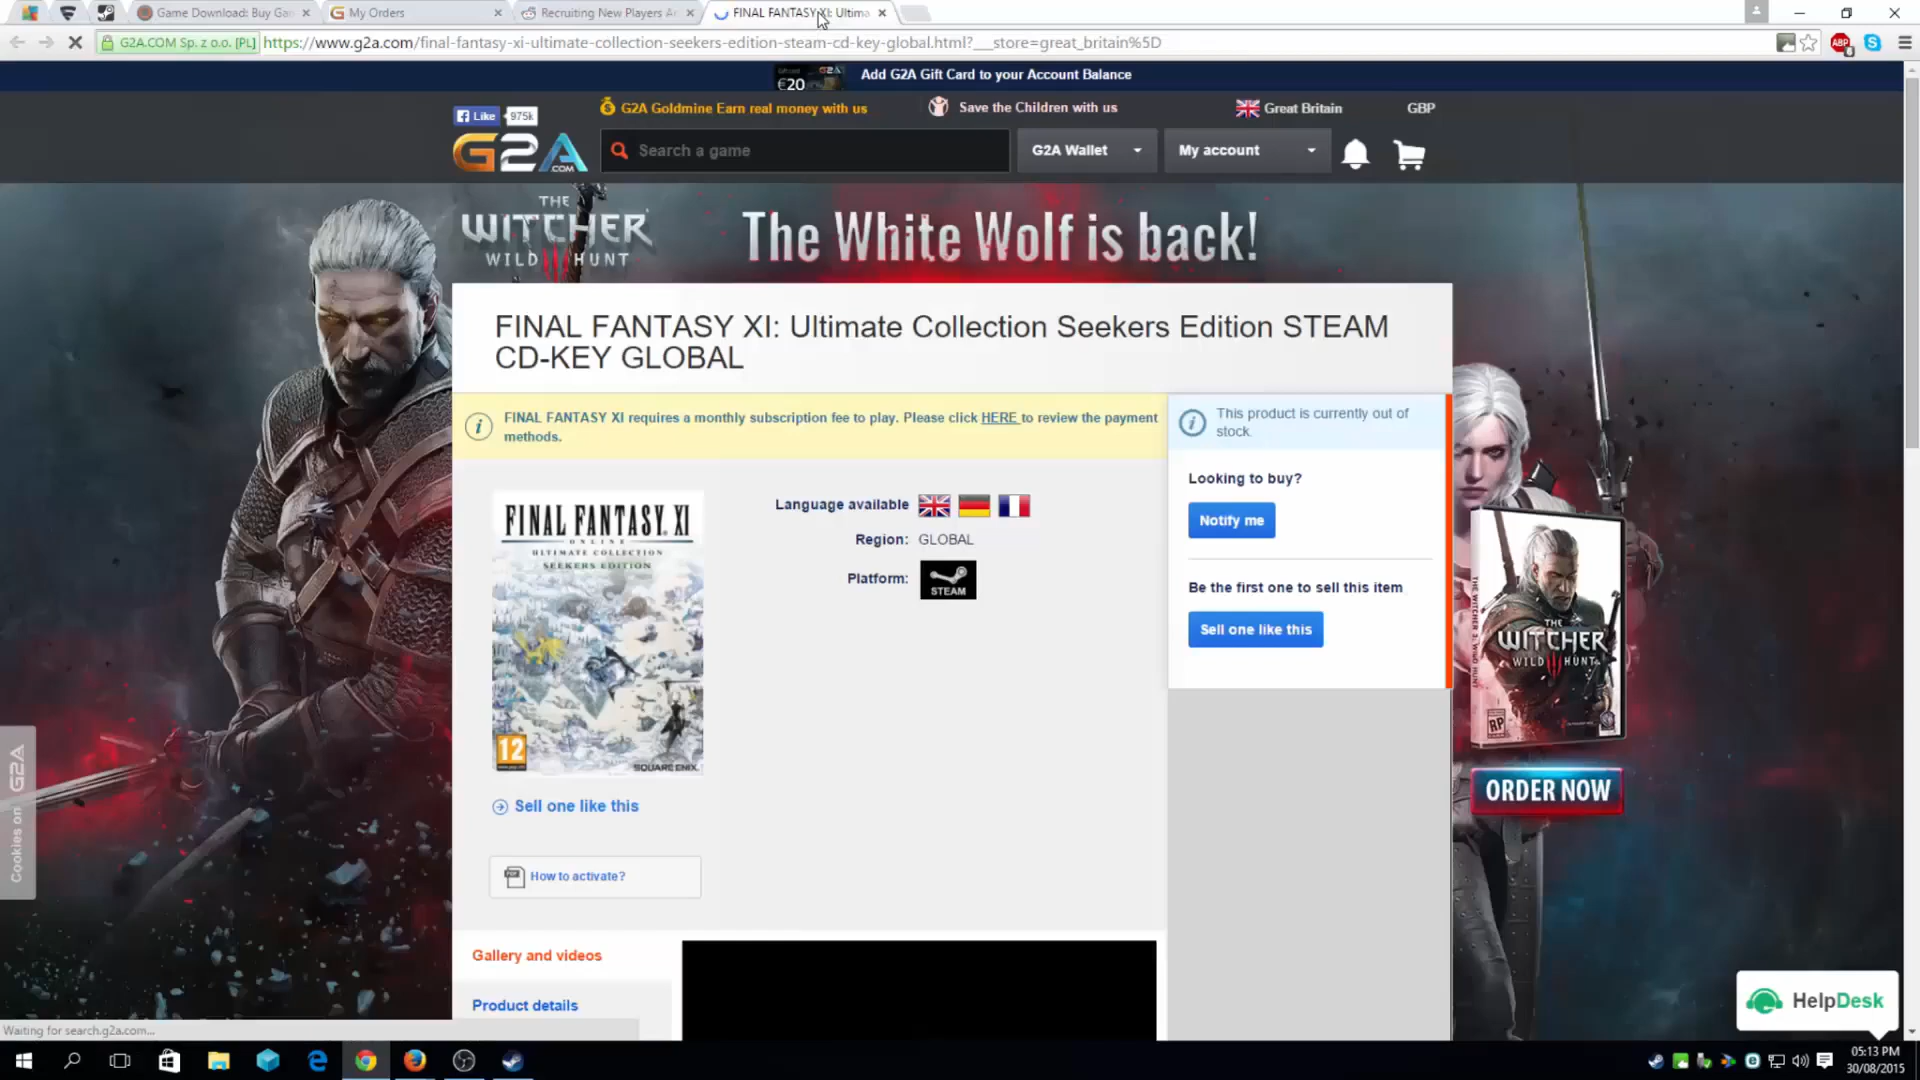 Game Download: Buy Gam
My Orders
Recruiting New Players A
FINAL FANTASY XI: Ultima
G2A.COM Sp. z o.o. [PL]
https://www.g2a.com/final-fantasy-xi-ultimate-collection-seekers-edition-steam-cd-key-global.html?___store=great_britain%5D
ABP
€20
G2A
Add G2A Gift Card to your Account Balance
Like
975k
G2A Goldmine Earn real money with us
Save the Children with us
Great Britain
GBP
G2A
.COM
Search a game
G2A Wallet
My account
THE
WITCHER
WILD HUNT
The White Wolf is back!
FINAL FANTASY XI: Ultimate Collection Seekers Edition STEAM
CD-KEY GLOBAL
FINAL FANTASY XI requires a monthly subscription fee to play. Please click HERE to review the payment
methods.
This product is currently out of
stock.
Looking to buy?
Notify me
Be the first one to sell this item
Sell one like this
FINAL FANTASY XI
ONLINE
ULTIMATE COLLECTION
SEEKERS EDITION
12
SQUARE ENIX
Language available
Region: GLOBAL
Platform:
STEAM
THE
WITCHER
WILD HUNT
RP
ORDER NOW
Sell one like this
Cookies on G2A
PDF
How to activate?
Gallery and videos
Product details
HelpDesk
Waiting for search.g2a.com...
05:13 PM
30/08/2015